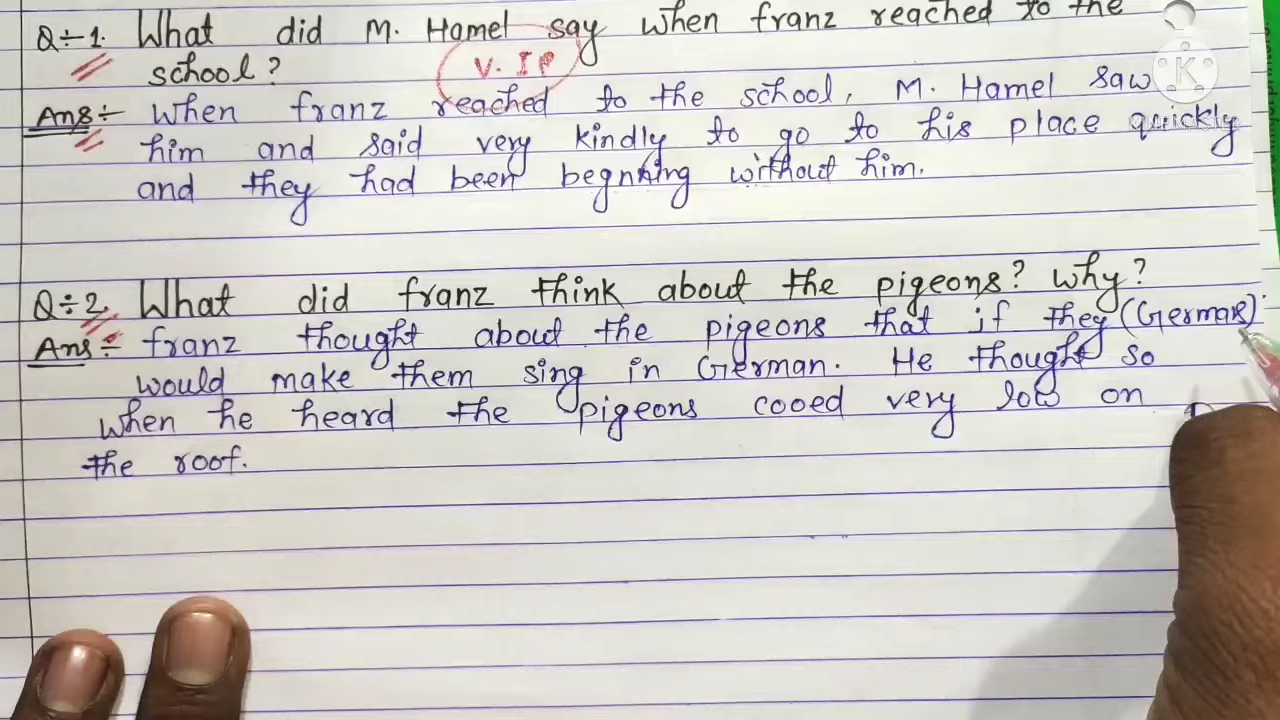 Q÷1. What did M. Hamel say when franz reached to the
school?
V. IP
Ans÷ When franz reached to the school, M. Hamel saw
him and said very kindly to go to his place quickly
and they had been begnning without him.
Q÷2. What did franz think about the pigeons? why?
Ans÷ franz thought about the pigeons that if they (German)
would make them sing in German. He thought so
when he heard the pigeons cooed very low on
the roof.
K